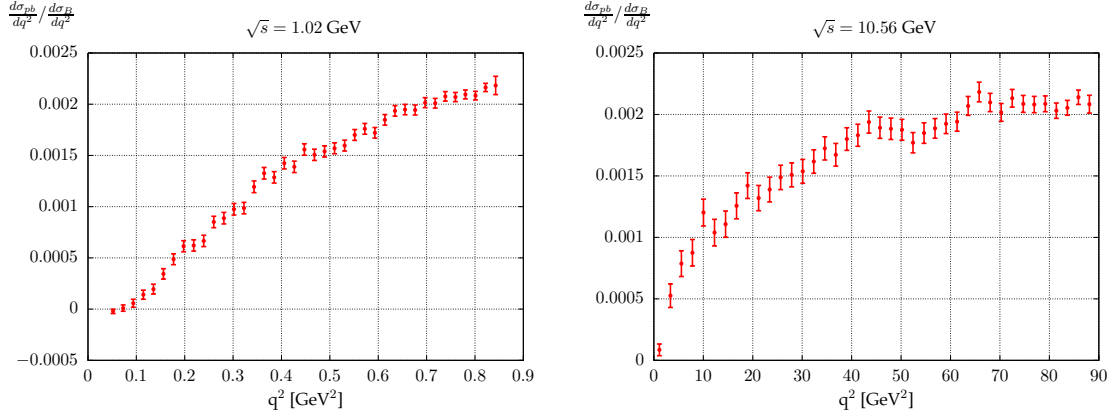 dσ_pb/dq² / dσ_B/dq²
√s = 1.02 GeV
0.0025
0.002
0.0015
0.001
0.0005
0
−0.0005
0 0.1 0.2 0.3 0.4 0.5 0.6 0.7 0.8 0.9
q² [GeV²]
dσ_pb/dq² / dσ_B/dq²
√s = 10.56 GeV
0.0025
0.002
0.0015
0.001
0.0005
0
0 10 20 30 40 50 60 70 80 90
q² [GeV²]